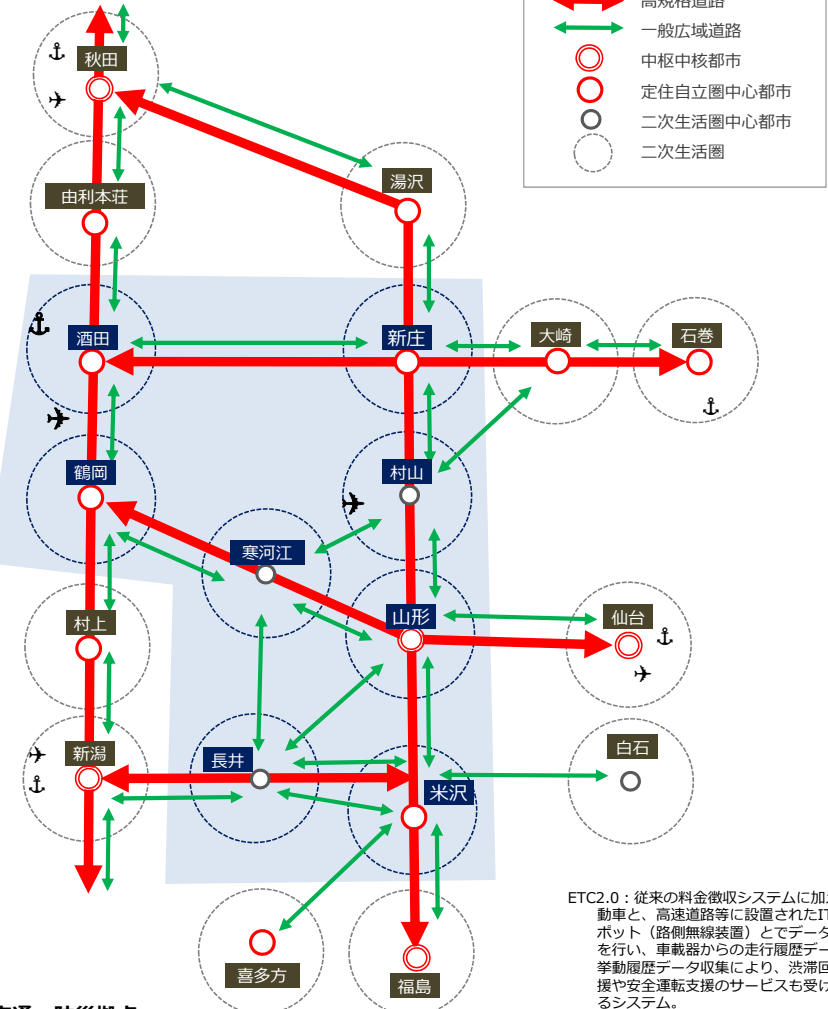 高規格道路
一般広域道路
中枢中核都市
定住自立圏中心都市
二次生活圏中心都市
二次生活圏
秋田
湯沢
由利本荘
酒田
新庄
大崎
石巻
鶴岡
村山
寒河江
村上
山形
仙台
新潟
長井
米沢
白石
喜多方
福島
ETC2.0：従来の料金徴収システムに加え
動車と、高速道路等に設置されたIT
ポット（路側無線装置）とでデータ
を行い、車載器からの走行履歴デー
挙動履歴データ収集により、渋滞回
援や安全運転支援のサービスも受け
るシステム。